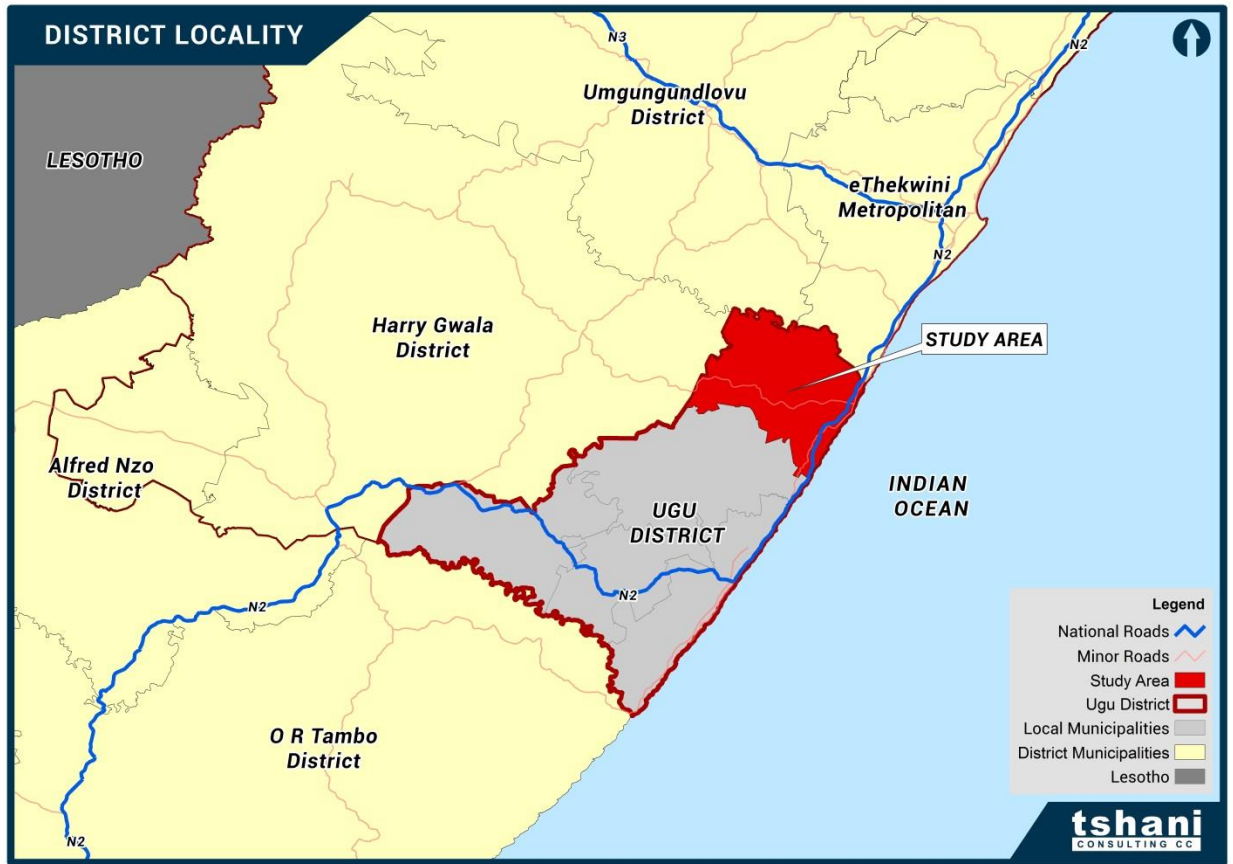 DISTRICT LOCALITY
N3
N2
Umgungundlovu
District
LESOTHO
eThekwini
Metropolitan
N2
Harry Gwala
District
STUDY AREA
Alfred Nzo
District
INDIAN
OCEAN
UGU
DISTRICT
N2
N2
O R Tambo
District
N2
Legend
National Roads
Minor Roads
Study Area
Ugu District
Local Municipalities
District Municipalities
Lesotho
tshani
CONSULTING CC